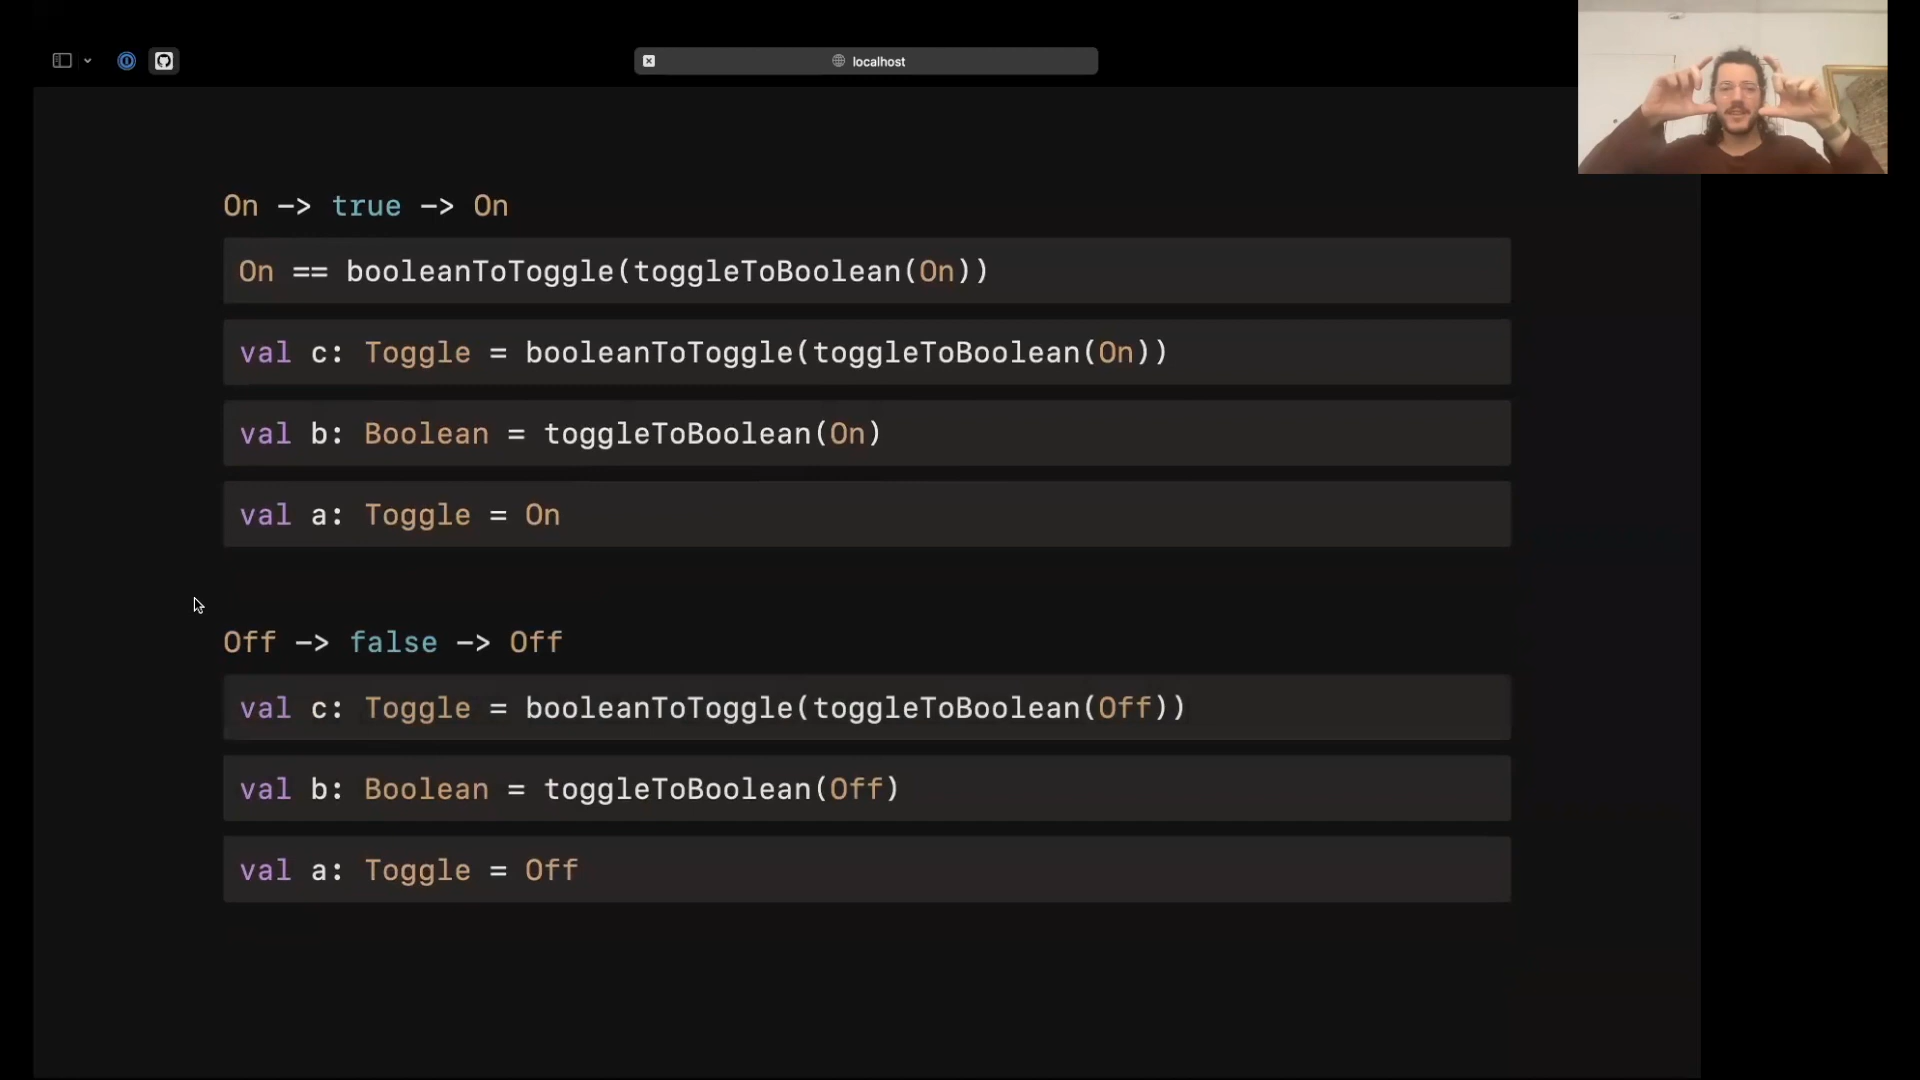 localhost
On -> true -> On
On == booleanToToggle(toggleToBoolean(On))
val c: Toggle = booleanToToggle(toggleToBoolean(On))
val b: Boolean = toggleToBoolean(On)
val a: Toggle = On
Off -> false -> Off
val c: Toggle = booleanToToggle(toggleToBoolean(Off))
val b: Boolean = toggleToBoolean(Off)
val a: Toggle = Off